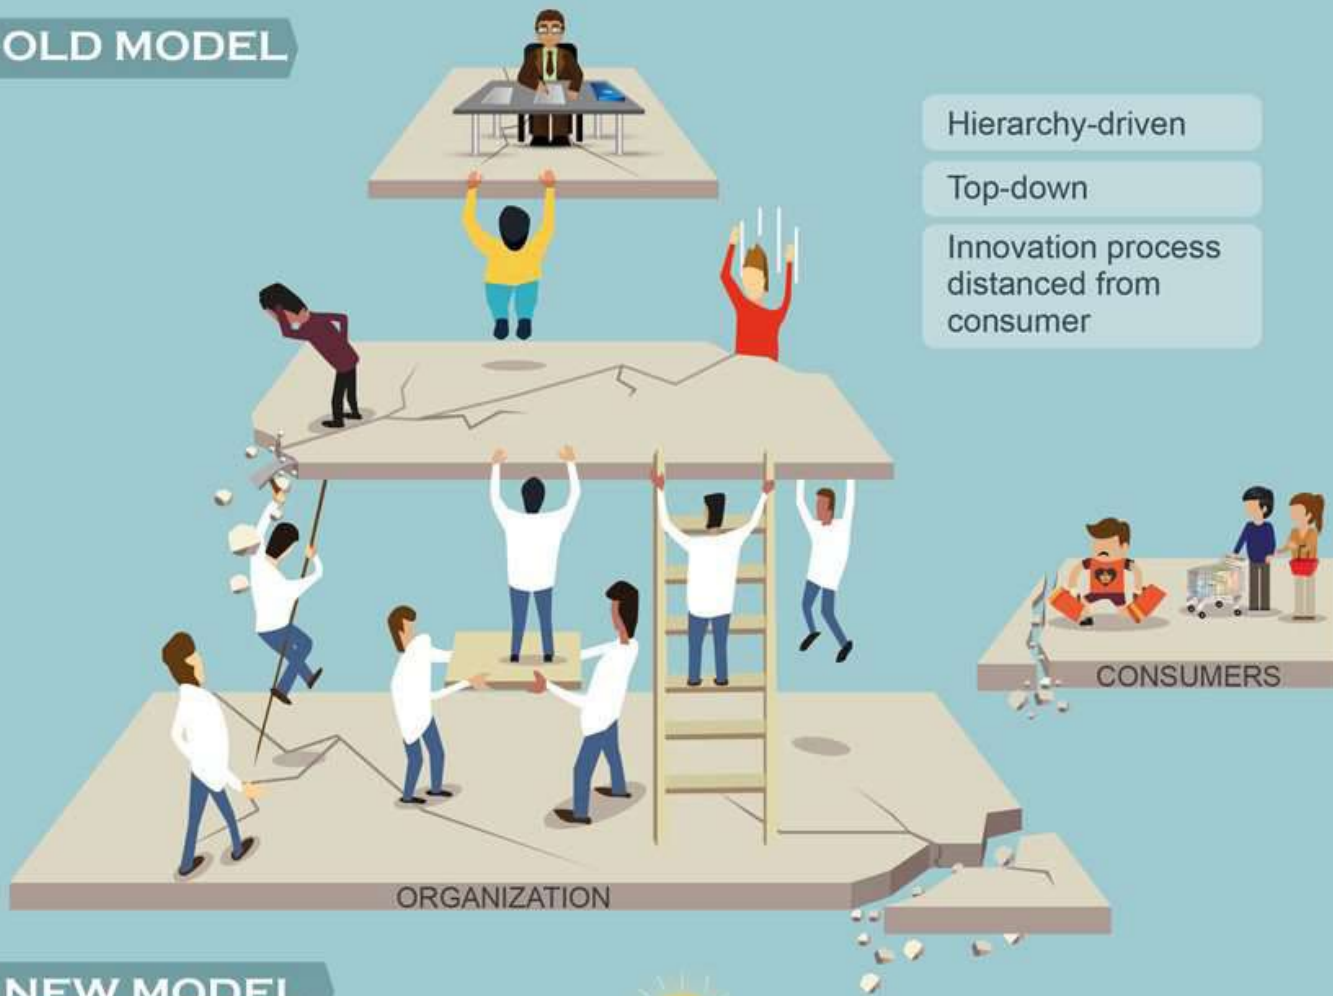 OLD MODEL
Hierarchy-driven
Top-down
Innovation process
distanced from
consumer
CONSUMERS
ORGANIZATION
NEW MODEL